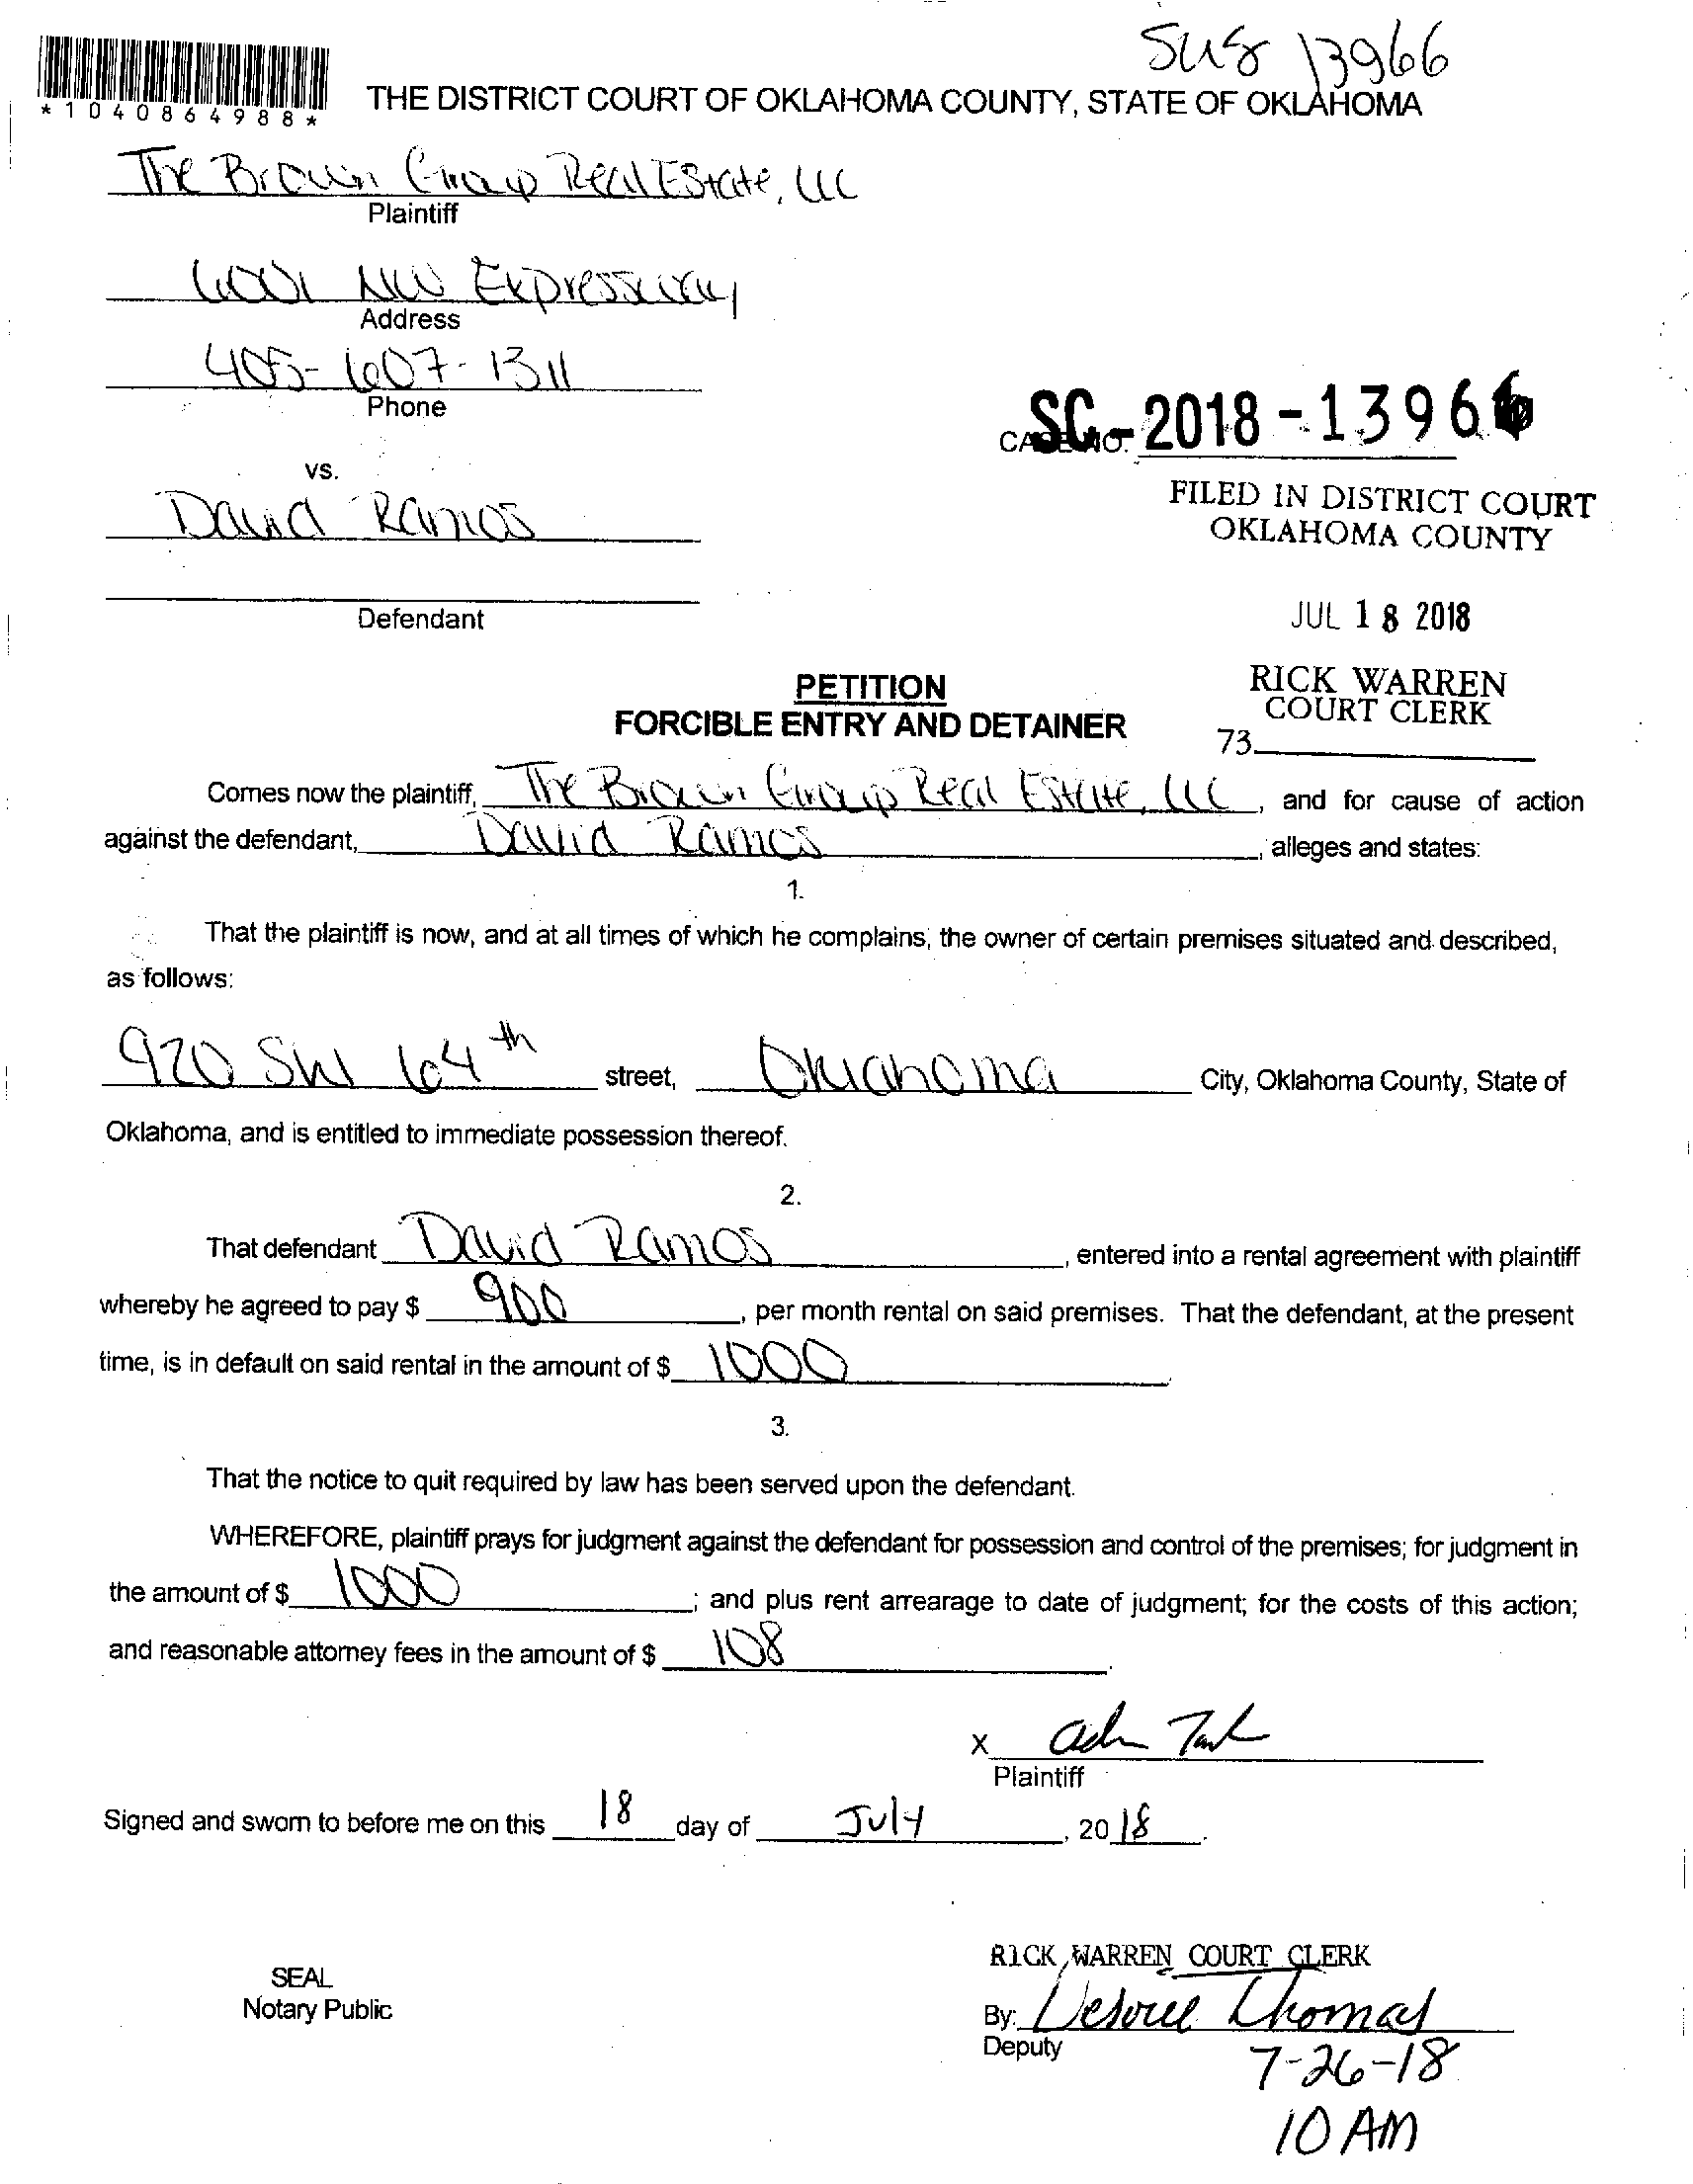 SC18 13966
*1040864988*
THE DISTRICT COURT OF OKLAHOMA COUNTY, STATE OF OKLAHOMA
The Brown Group Real Estate, LLC
Plaintiff
6001 NW Expressway
Address
405-607-1311
Phone
SC-2018-13966
CASE NO.
vs.
David Ramos
FILED IN DISTRICT COURT
OKLAHOMA COUNTY
Defendant
JUL 18 2018
PETITION
FORCIBLE ENTRY AND DETAINER
RICK WARREN
COURT CLERK
73
Comes now the plaintiff, The Brown Group Real Estate, LLC, and for cause of action
against the defendant, David Ramos, alleges and states:
1.
That the plaintiff is now, and at all times of which he complains, the owner of certain premises situated and described,
as follows:
920 SW 64th street, Oklahoma City, Oklahoma County, State of
Oklahoma, and is entitled to immediate possession thereof.
2.
That defendant David Ramos, entered into a rental agreement with plaintiff
whereby he agreed to pay $ 900, per month rental on said premises. That the defendant, at the present
time, is in default on said rental in the amount of $ 1000.
3.
That the notice to quit required by law has been served upon the defendant.
WHEREFORE, plaintiff prays for judgment against the defendant for possession and control of the premises; for judgment in
the amount of $ 1000; and plus rent arrearage to date of judgment; for the costs of this action;
and reasonable attorney fees in the amount of $ 108.
X
Plaintiff
Signed and sworn to before me on this 18 day of July, 2018.
RICK WARREN COURT CLERK
SEAL
Notary Public
By: Thomas
Deputy
7-26-18
10 AM